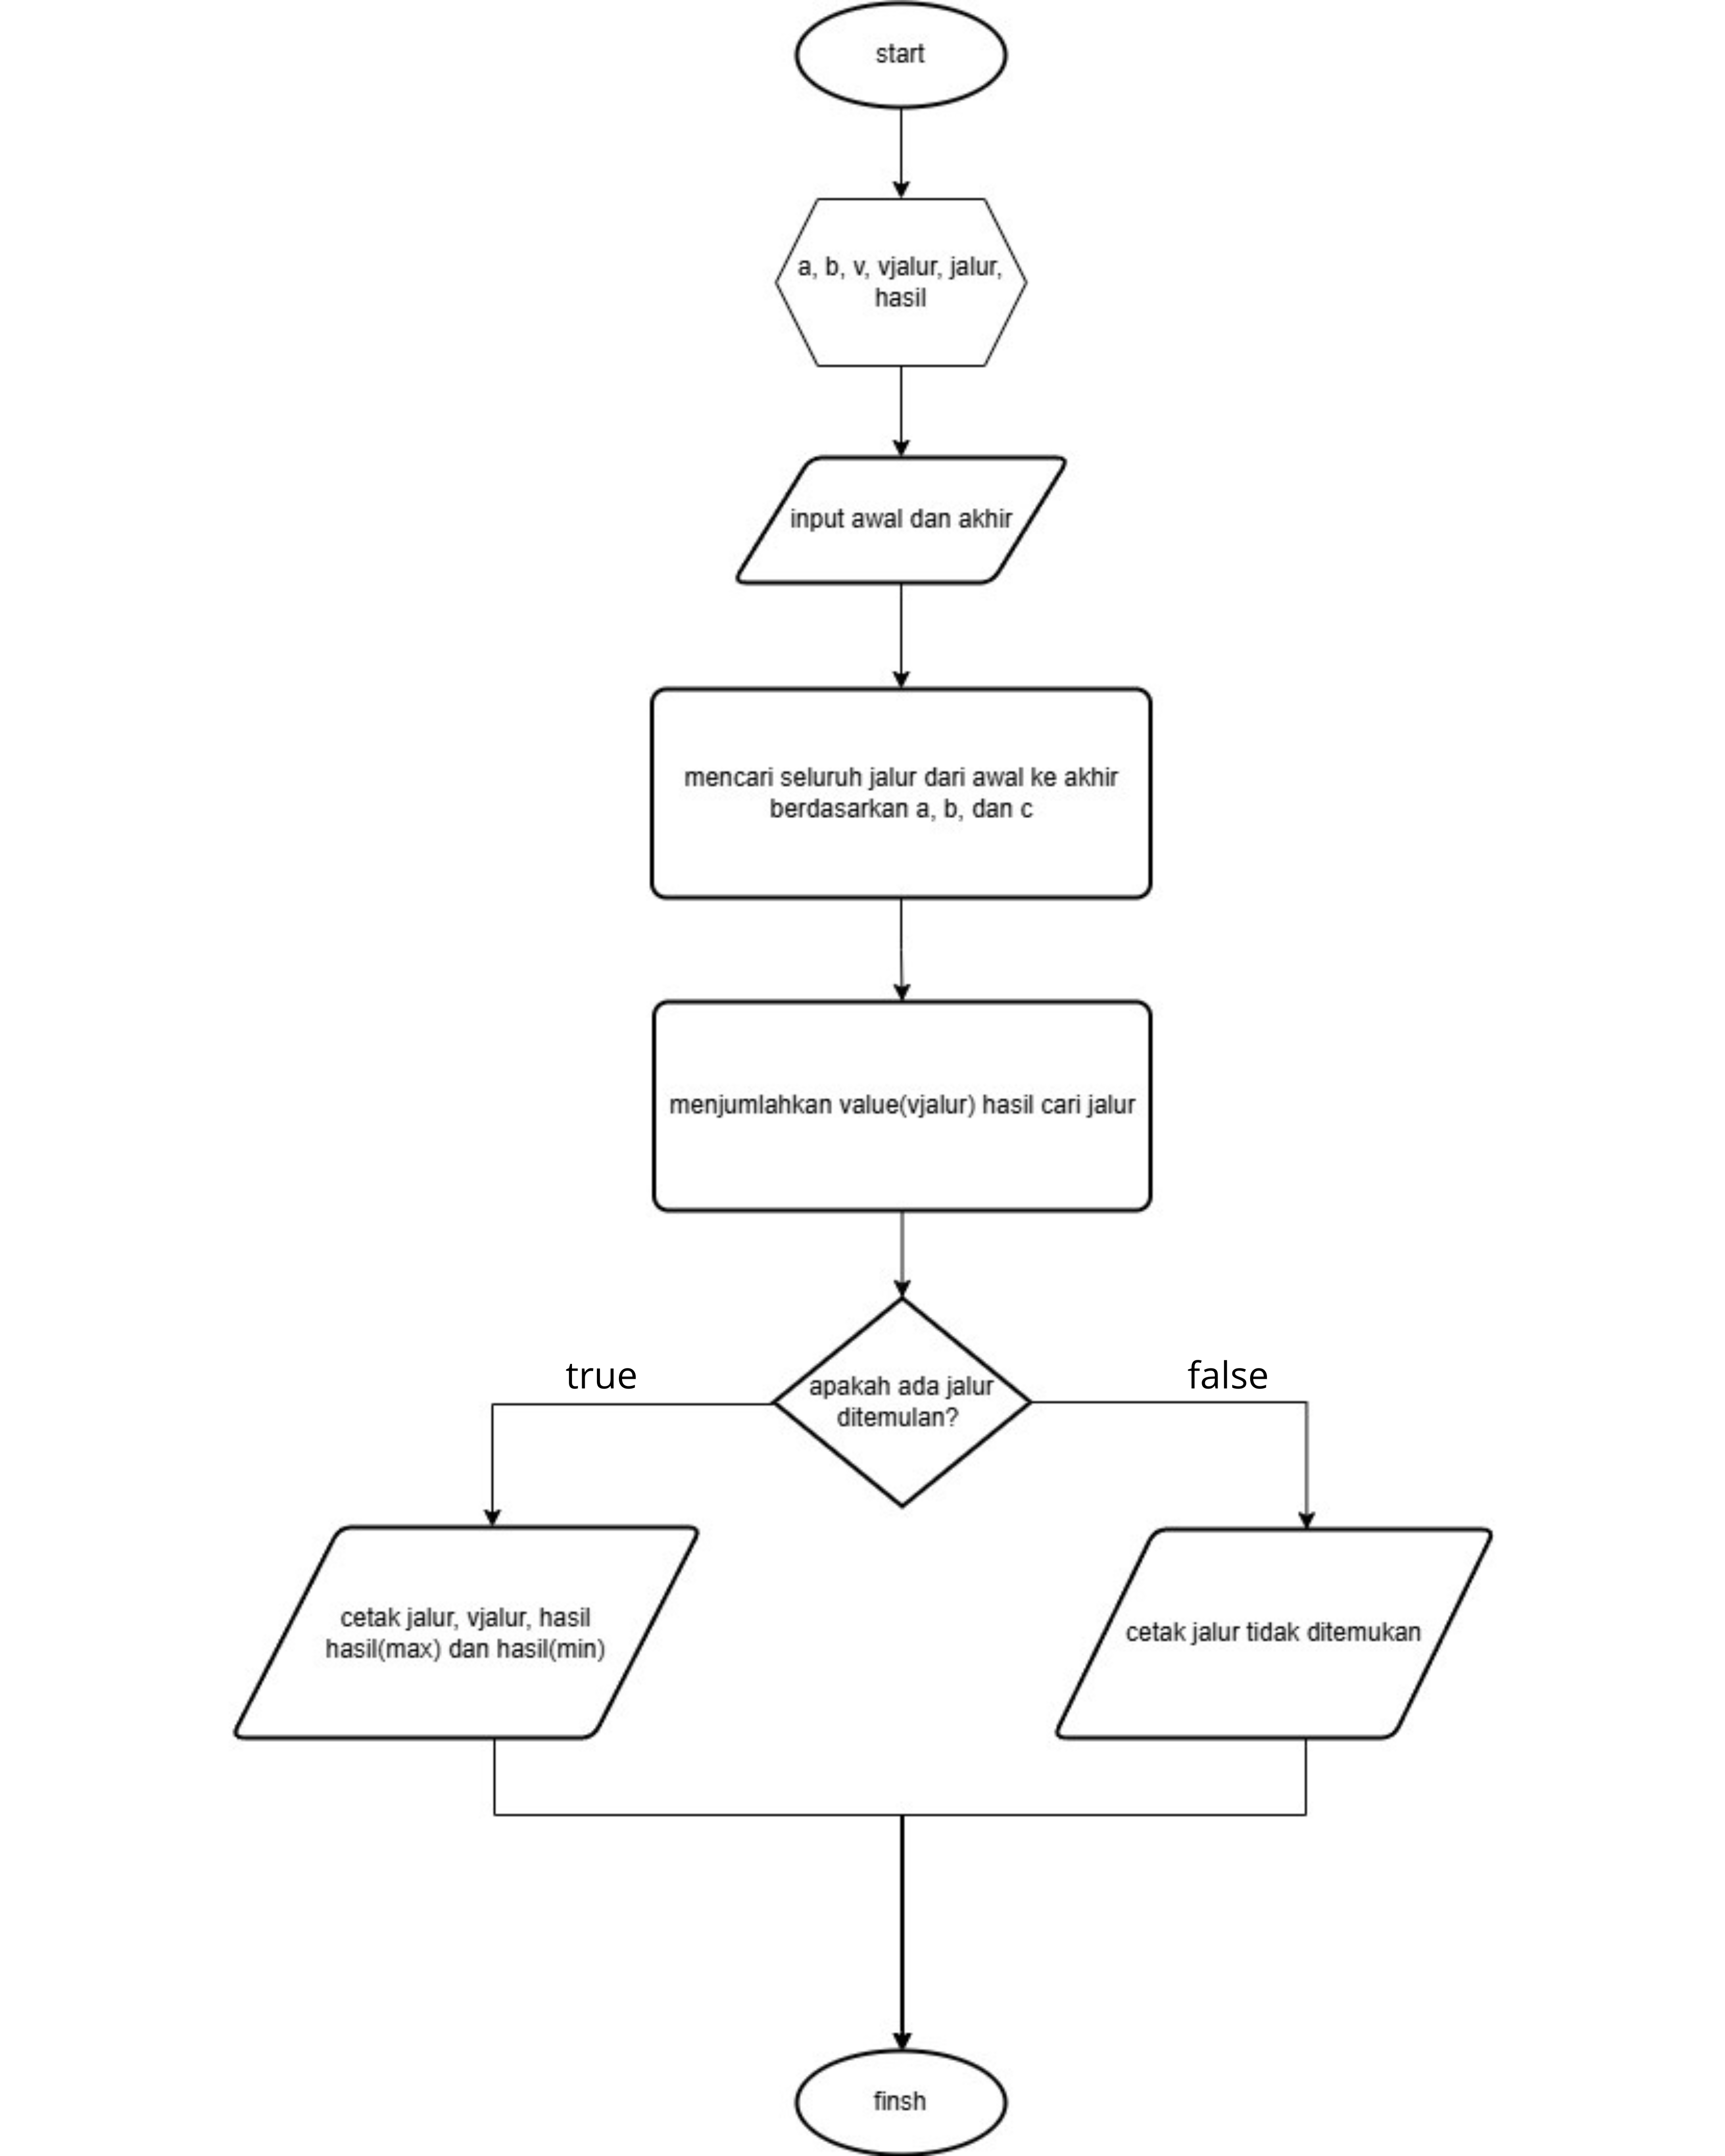 start
a, b, v, vjalur, jalur,
hasil
input awal dan akhir
mencari seluruh jalur dari awal ke akhir
berdasarkan a, b, dan c
menjumlahkan value(vjalur) hasil cari jalur
apakah ada jalur
ditemulan?
true
false
cetak jalur, vjalur, hasil
hasil(max) dan hasil(min)
cetak jalur tidak ditemukan
finsh